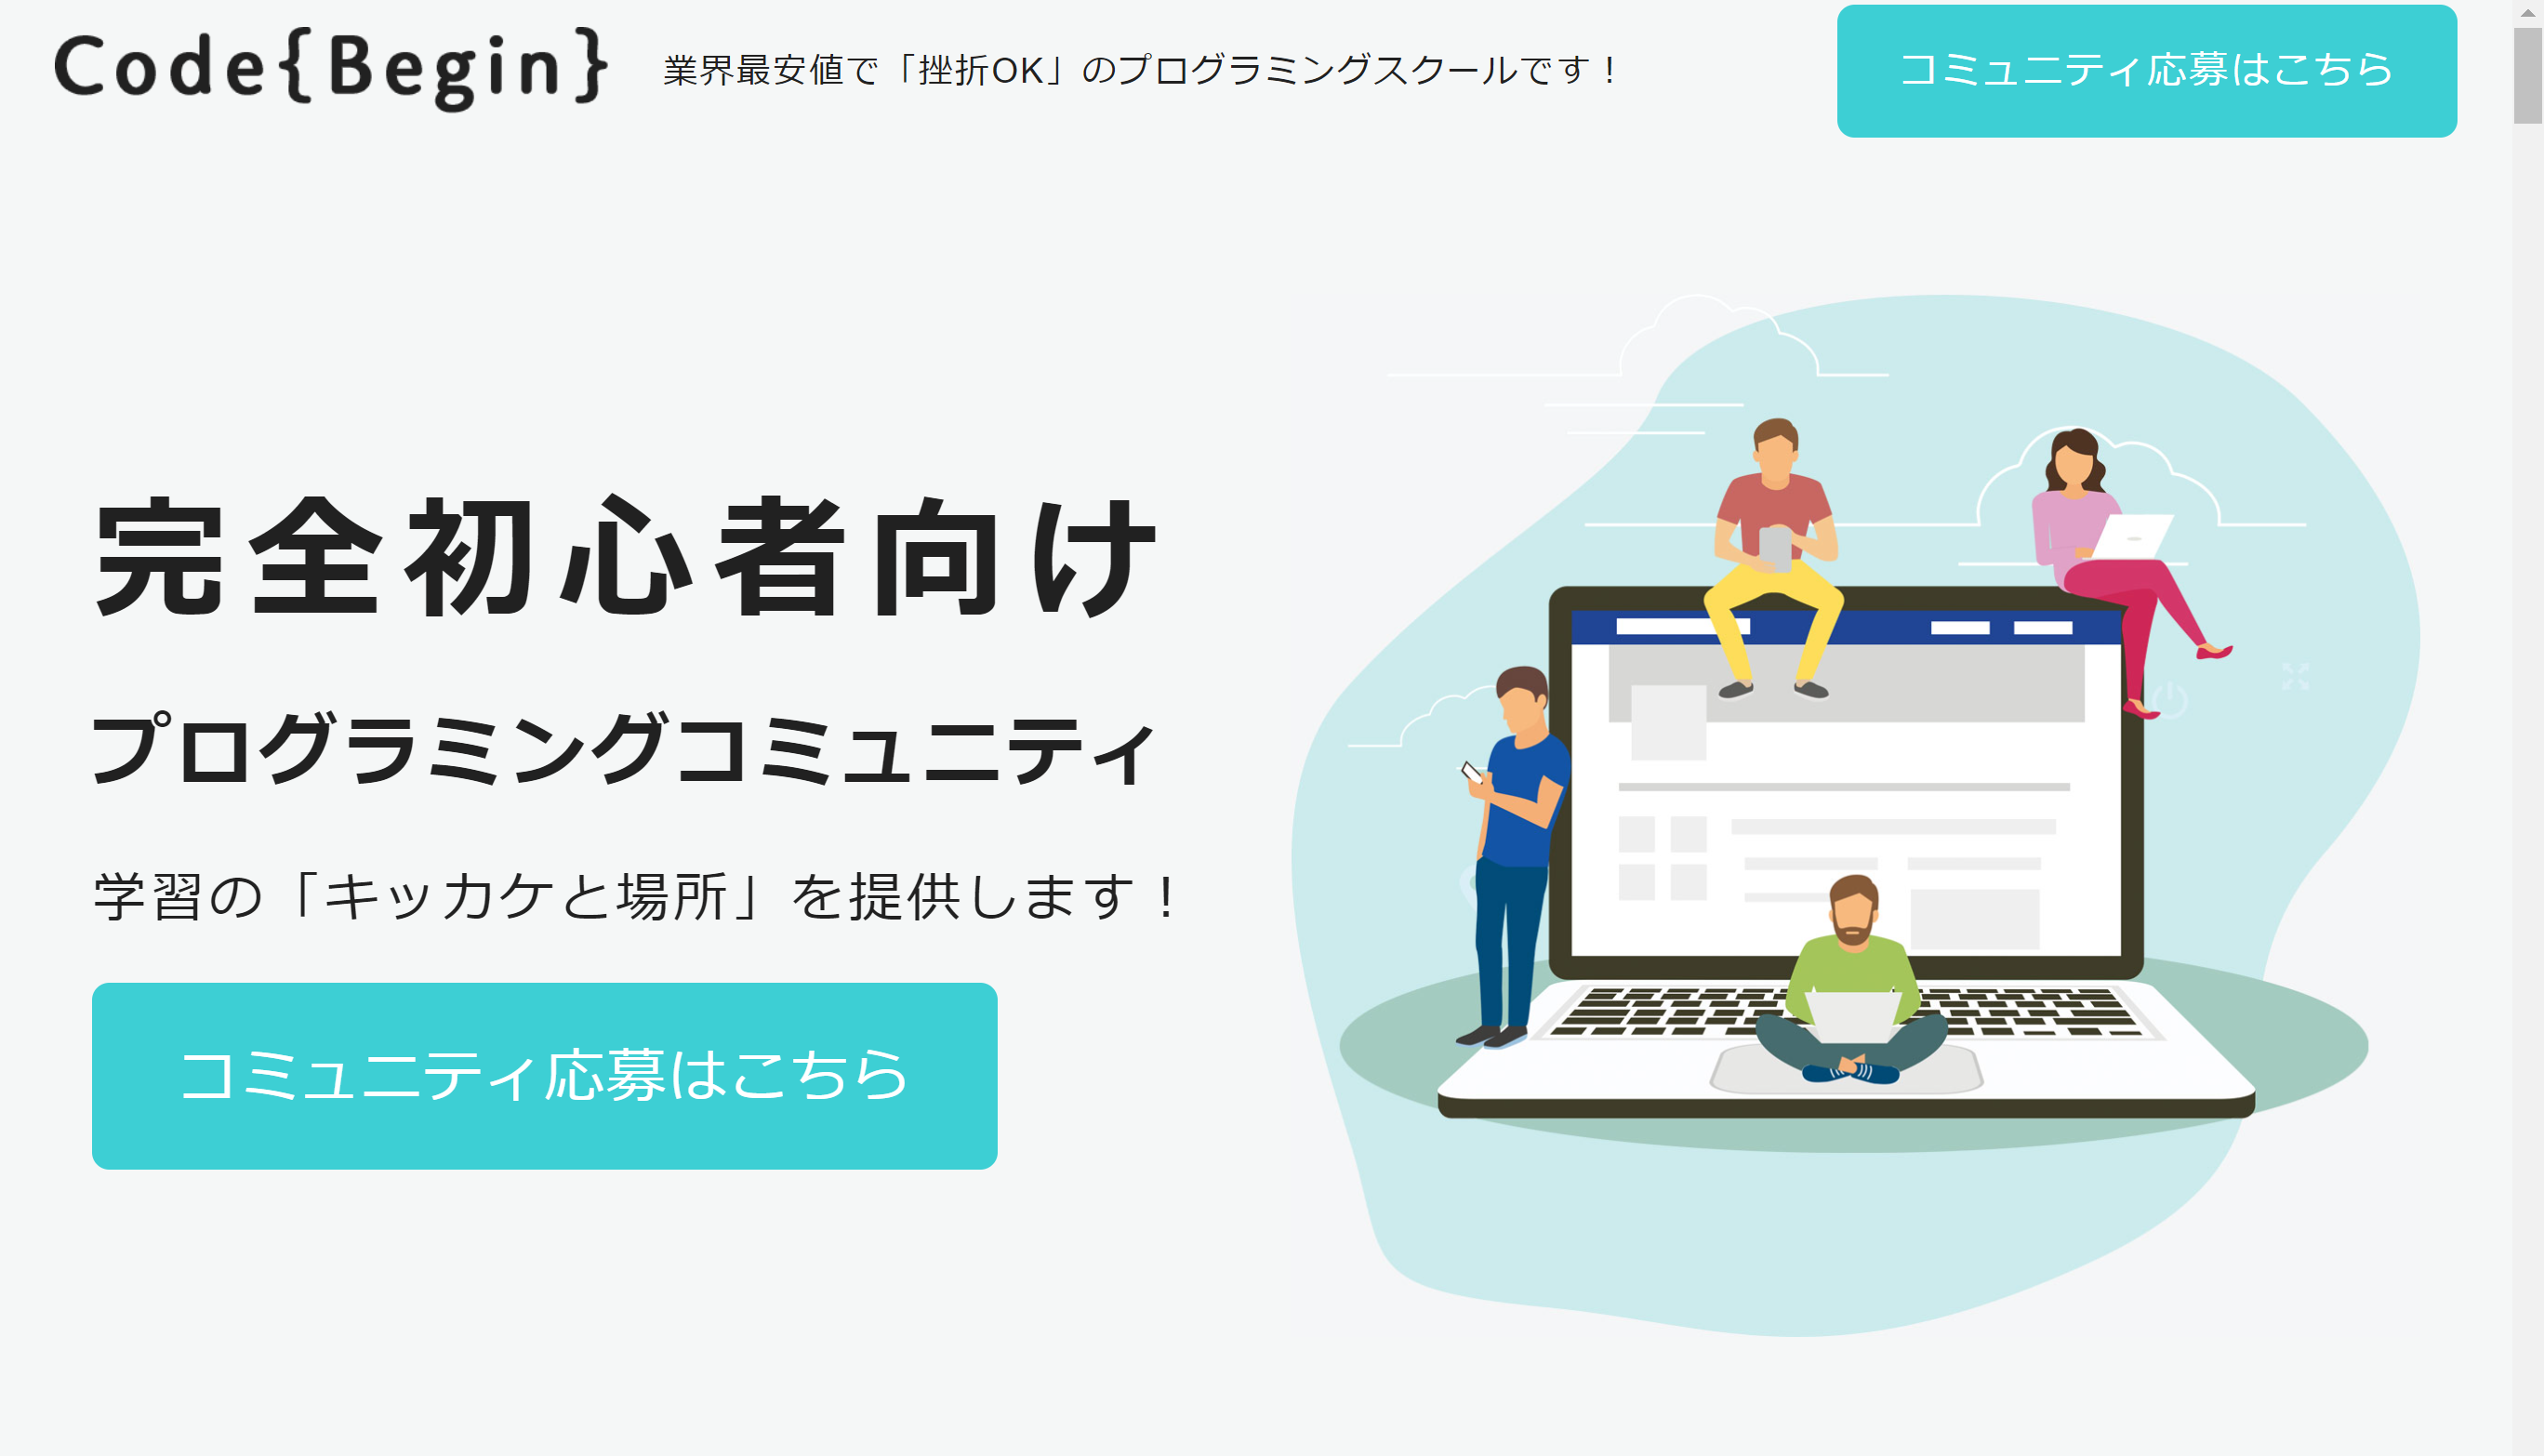 Code{Begin}
業界最安値で「挫折OK」のプログラミングスクールです！
コミュニティ応募はこちら
完全初心者向け
プログラミングコミュニティ
学習の「キッカケと場所」を提供します！
コミュニティ応募はこちら